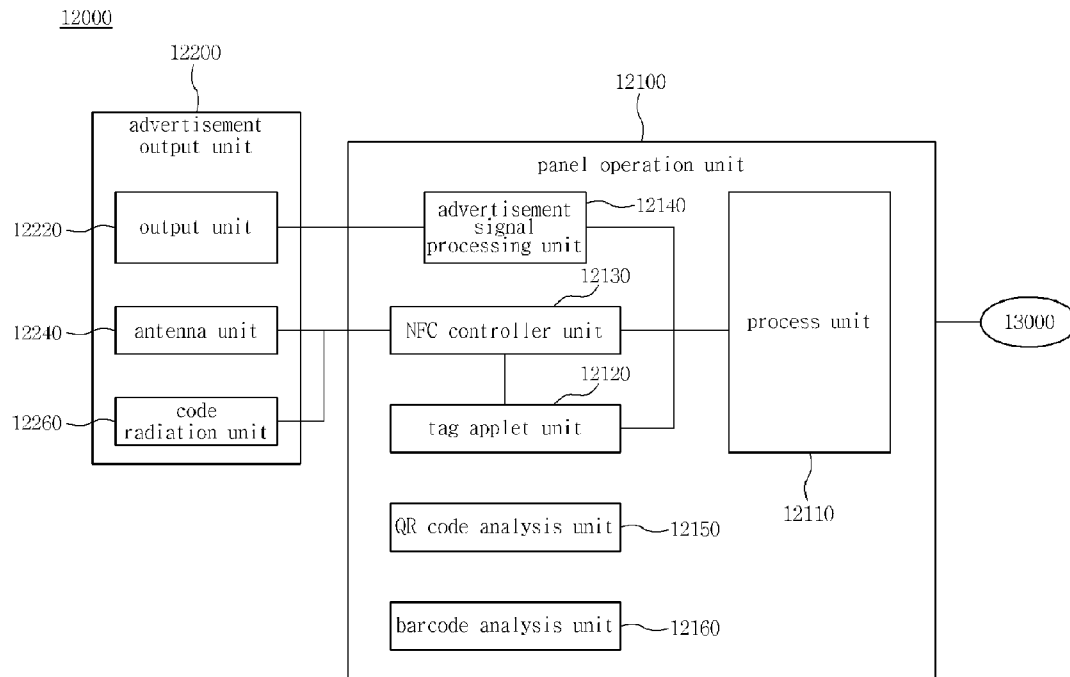 12000
12200
12100
advertisement
output unit
panel operation unit
12220
output unit
advertisement
signal
processing unit
12140
12130
12240
antenna unit
NFC controller unit
process unit
13000
12120
12260
code
radiation unit
tag applet unit
12110
QR code analysis unit
12150
barcode analysis unit
12160